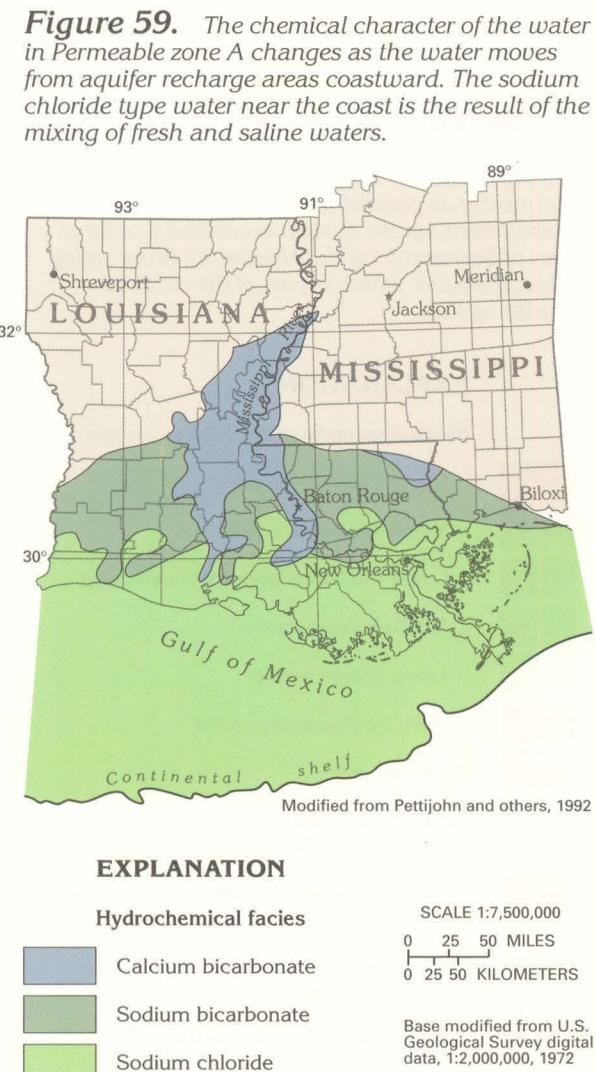 Figure 59. The chemical character of the water
in Permeable zone A changes as the water moves
from aquifer recharge areas coastward. The sodium
chloride type water near the coast is the result of the
mixing of fresh and saline waters.
89°
93°
91°
Meridian
Shreveport
Jackson
LOUISIANA
River
32°
MISSISSIPPI
Mississippi
Baton Rouge
Biloxi
30°
New Orleans
Gulf of Mexico
Continental shelf
Modified from Pettijohn and others, 1992
EXPLANATION
Hydrochemical facies
Calcium bicarbonate
Sodium bicarbonate
Sodium chloride
SCALE 1:7,500,000
0 25 50 MILES
0 25 50 KILOMETERS
Base modified from U.S.
Geological Survey digital
data, 1:2,000,000, 1972